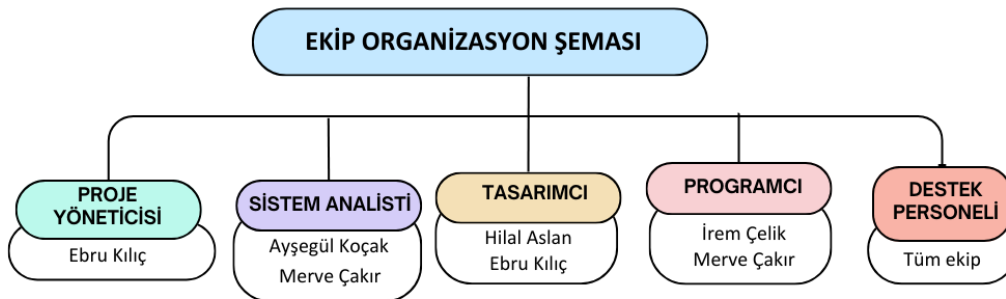 EKİP ORGANİZASYON ŞEMASI
PROJE
YÖNETİCİSİ
Ebru Kılıç
SİSTEM ANALİSTİ
Ayşegül Koçak
Merve Çakır
TASARIMCI
Hilal Aslan
Ebru Kılıç
PROGRAMCI
İrem Çelik
Merve Çakır
DESTEK
PERSONELİ
Tüm ekip